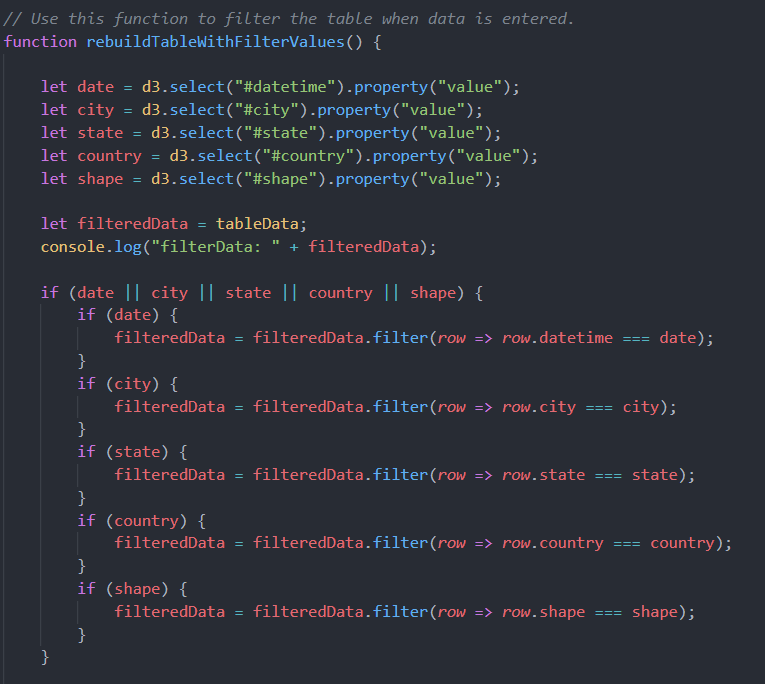 // Use this function to filter the table when data is entered.
function rebuildTableWithFilterValues() {
let date = d3.select("#datetime").property("value");
let city = d3.select("#city").property("value");
let state = d3.select("#state").property("value");
let country = d3.select("#country").property("value");
let shape = d3.select("#shape").property("value");
let filteredData = tableData;
console.log("filterData: " + filteredData);
if (date || city || state || country || shape) {
if (date) {
filteredData = filteredData.filter(row => row.datetime === date);
}
if (city) {
filteredData = filteredData.filter(row => row.city === city);
}
if (state) {
filteredData = filteredData.filter(row => row.state === state);
}
if (country) {
filteredData = filteredData.filter(row => row.country === country);
}
if (shape) {
filteredData = filteredData.filter(row => row.shape === shape);
}
}